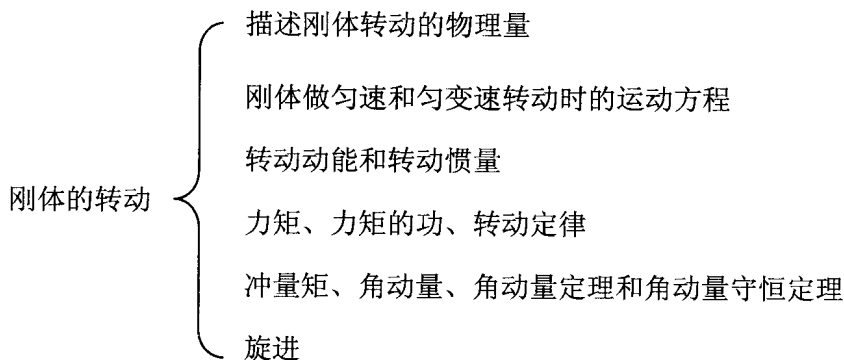 描述刚体转动的物理量
刚体做匀速和匀变速转动时的运动方程
转动动能和转动惯量
刚体的转动
力矩、力矩的功、转动定律
冲量矩、角动量、角动量定理和角动量守恒定理
旋进